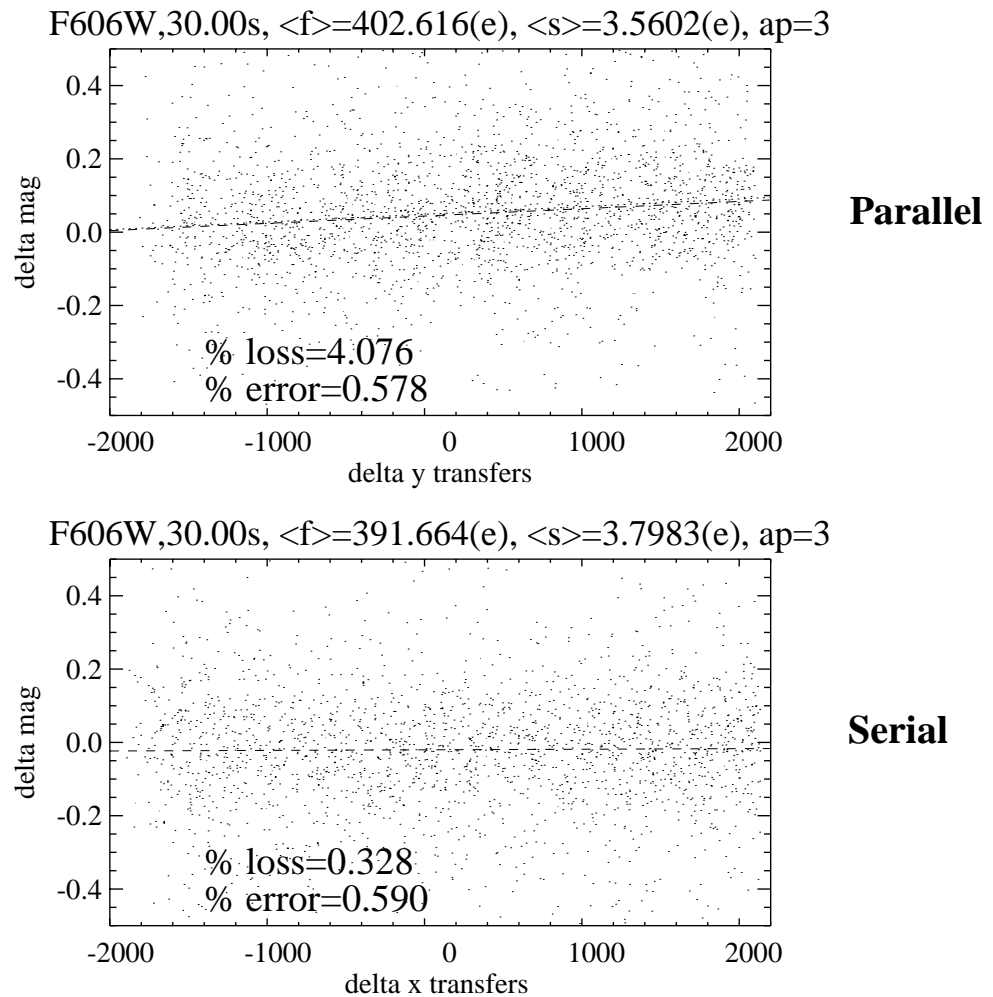 F606W,30.00s, <f>=402.616(e), <s>=3.5602(e), ap=3
0.4
0.2
0.0
-0.2
-0.4
delta mag
% loss=4.076
% error=0.578
-2000 -1000 0 1000 2000
delta y transfers
Parallel
F606W,30.00s, <f>=391.664(e), <s>=3.7983(e), ap=3
0.4
0.2
0.0
-0.2
-0.4
delta mag
% loss=0.328
% error=0.590
-2000 -1000 0 1000 2000
delta x transfers
Serial